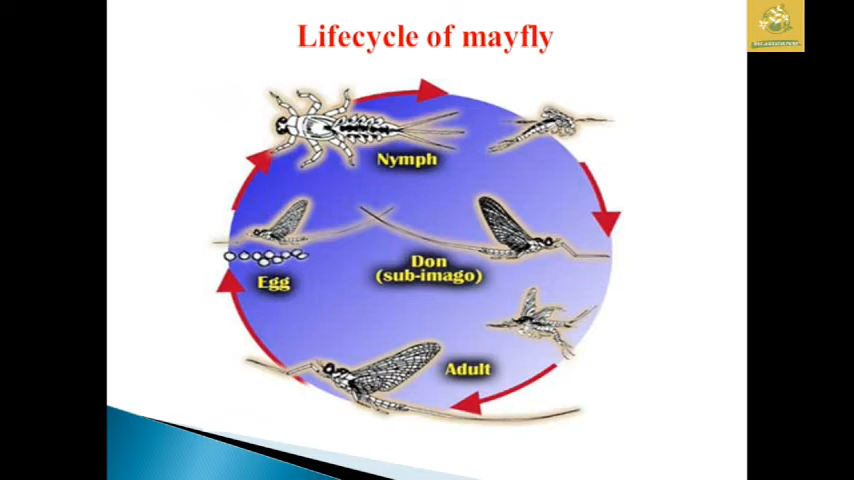 Lifecycle of mayfly
Nymph
Don
(sub-imago)
Egg
Adult